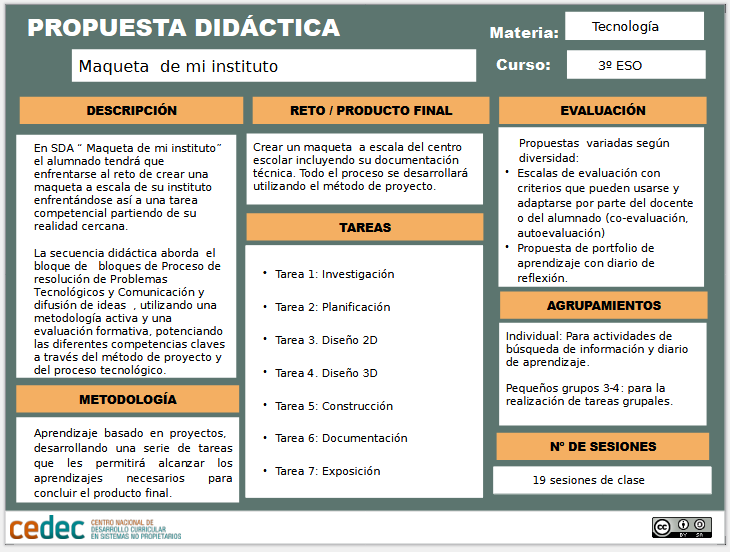 PROPUESTA DIDÁCTICA
Materia:
Tecnología
Maqueta de mi instituto
Curso:
3º ESO
DESCRIPCIÓN
En SDA “ Maqueta de mi instituto”
el alumnado tendrá que
enfrentarse al reto de crear una
maqueta a escala de su instituto
enfrentándose así a una tarea
competencial partiendo de su
realidad cercana.
La secuencia didáctica aborda el
bloque de bloques de Proceso de
resolución de Problemas
Tecnológicos y Comunicación y
difusión de ideas , utilizando una
metodología activa y una
evaluación formativa, potenciando
las diferentes competencias claves
a través del método de proyecto y
del proceso tecnológico.
METODOLOGÍA
Aprendizaje basado en proyectos,
desarrollando una serie de tareas
que les permitirá alcanzar los
aprendizajes necesarios para
concluir el producto final.
RETO / PRODUCTO FINAL
Crear un maqueta a escala del centro
escolar incluyendo su documentación
técnica. Todo el proceso se desarrollará
utilizando el método de proyecto.
TAREAS
• Tarea 1: Investigación
• Tarea 2: Planificación
• Tarea 3. Diseño 2D
• Tarea 4. Diseño 3D
• Tarea 5: Construcción
• Tarea 6: Documentación
• Tarea 7: Exposición
EVALUACIÓN
Propuestas variadas según
diversidad:
• Escalas de evaluación con
criterios que pueden usarse y
adaptarse por parte del docente
o del alumnado (co-evaluación,
autoevaluación)
• Propuesta de portfolio de
aprendizaje con diario de
reflexión.
AGRUPAMIENTOS
Individual: Para actividades de
búsqueda de información y diario
de aprendizaje.
Pequeños grupos 3-4: para la
realización de tareas grupales.
Nº DE SESIONES
19 sesiones de clase
cedec
CENTRO NACIONAL DE
DESARROLLO CURRICULAR
EN SISTEMAS NO PROPIETARIOS
cc
BY SA